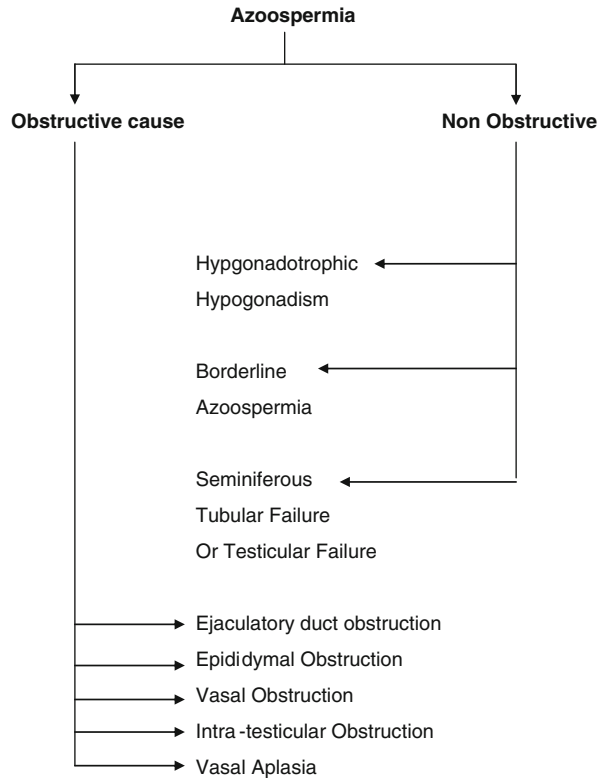 Azoospermia
Obstructive cause
Non Obstructive
Hypgonadotrophic
Hypogonadism
Borderline
Azoospermia
Seminiferous
Tubular Failure
Or Testicular Failure
Ejaculatory duct obstruction
Epididymal Obstruction
Vasal Obstruction
Intra-testicular Obstruction
Vasal Aplasia